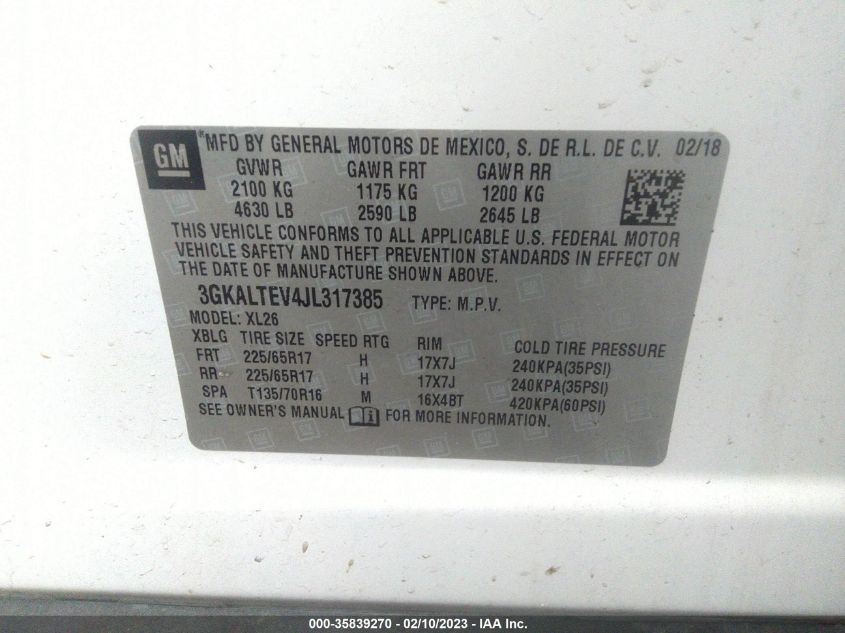 GM
*MFD BY GENERAL MOTORS DE MEXICO, S. DE R.L. DE C.V. 02/18
GVWR GAWR FRT GAWR RR
2100 KG 1175 KG 1200 KG
4630 LB 2590 LB 2645 LB
THIS VEHICLE CONFORMS TO ALL APPLICABLE U.S. FEDERAL MOTOR
VEHICLE SAFETY AND THEFT PREVENTION STANDARDS IN EFFECT ON
THE DATE OF MANUFACTURE SHOWN ABOVE.
3GKALTEV4JL317385 TYPE: M.P.V.
MODEL: XL26
XBLG TIRE SIZE SPEED RTG RIM COLD TIRE PRESSURE
FRT 225/65R17 H 17X7J 240KPA(35PSI)
RR 225/65R17 H 17X7J 240KPA(35PSI)
SPA T135/70R16 M 16X4BT 420KPA(60PSI)
SEE OWNER'S MANUAL FOR MORE INFORMATION.
000-35839270 - 02/10/2023 - IAA Inc.